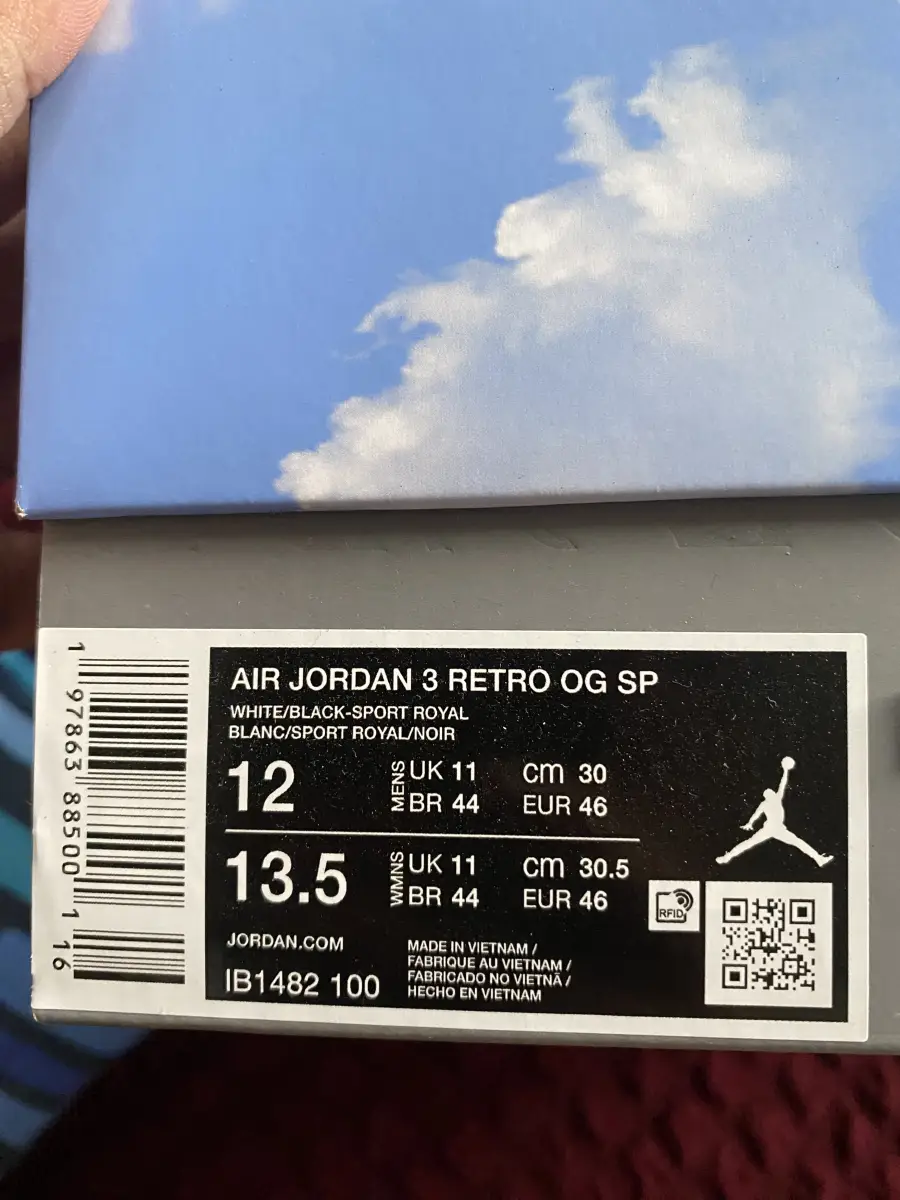 AIR JORDAN 3 RETRO OG SP
WHITE/BLACK-SPORT ROYAL
BLANC/SPORT ROYAL/NOIR
12 MENS UK 11 cm 30
BR 44 EUR 46
13.5 WMNS UK 11 cm 30.5
BR 44 EUR 46
JORDAN.COM
IB1482 100
MADE IN VIETNAM /
FABRIQUE AU VIETNAM /
FABRICADO NO VIETNÃ /
HECHO EN VIETNAM
RFID
1 97863 88500 1 16